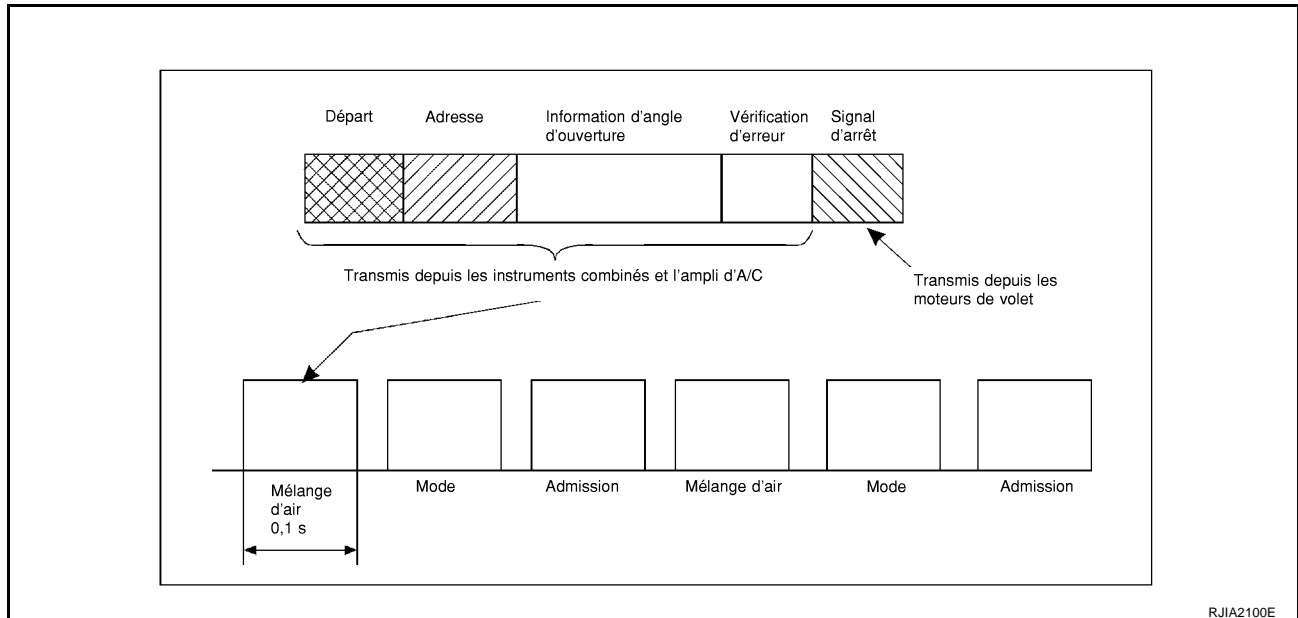 Départ
Adresse
Information d'angle
d'ouverture
Vérification
d'erreur
Signal
d'arrêt
Transmis depuis les instruments combinés et l'ampli d'A/C
Transmis depuis les
moteurs de volet
Mélange
d'air
0,1 s
Mode
Admission
Mélange d'air
Mode
Admission
RJIA2100E